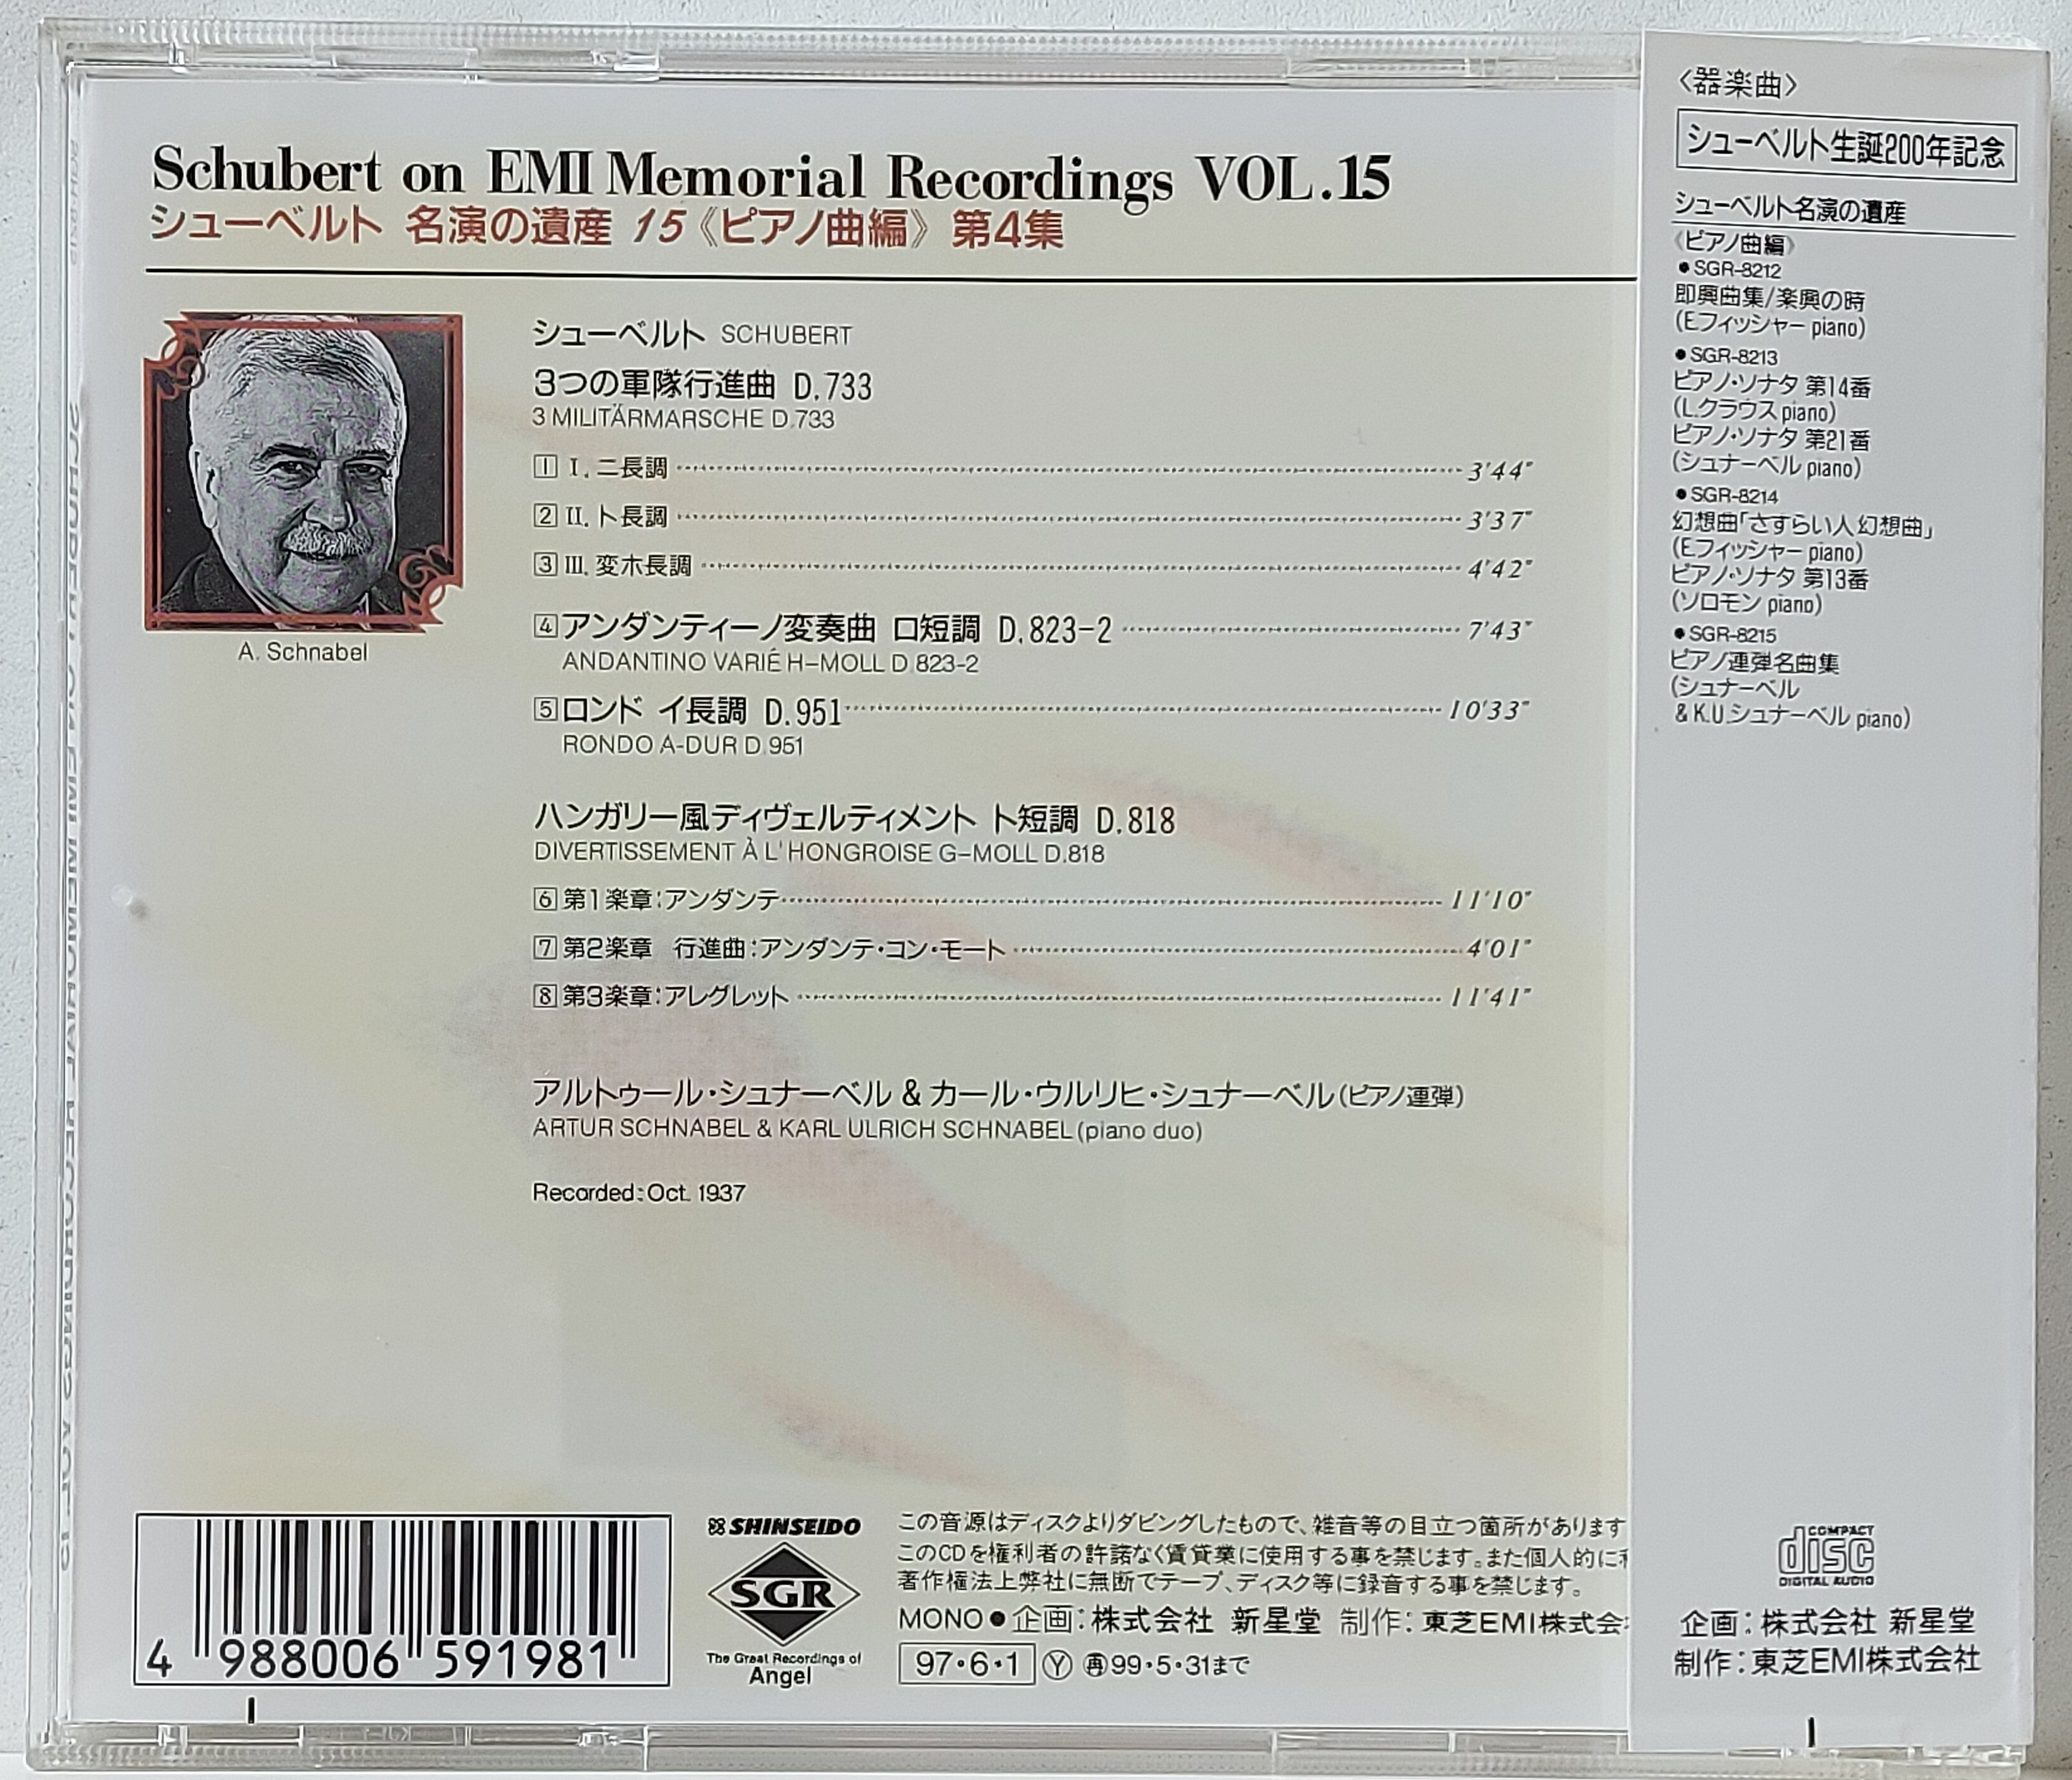 Schubert on EMI Memorial Recordings VOL.15
シューベルト 名演の遺産 15《ピアノ曲編》第4集
A. Schnabel
シューベルト SCHUBERT
3つの軍隊行進曲 D.733
3 MILITÄRMARSCHE D.733
1 I. ニ長調 3'44"
2 II. ト長調 3'37"
3 III. 変ホ長調 4'42"
4 アンダンティーノ変奏曲 ロ短調 D.823-2 7'43"
ANDANTINO VARIÉ H-MOLL D 823-2
5 ロンド イ長調 D.951 10'33"
RONDO A-DUR D.951
ハンガリー風ディヴェルティメント ト短調 D.818
DIVERTISSEMENT À L'HONGROISE G-MOLL D.818
6 第1楽章:アンダンテ 11'10"
7 第2楽章 行進曲:アンダンテ・コン・モート 4'01"
8 第3楽章:アレグレット 11'41"
アルトゥール・シュナーベル & カール・ウルリヒ・シュナーベル(ピアノ連弾)
ARTUR SCHNABEL & KARL ULRICH SCHNABEL (piano duo)
Recorded: Oct. 1937
4 988006 591981
SHINSEIDO
SGR
The Great Recordings of
Angel
この音源はディスクよりダビングしたもので、雑音等の目立つ箇所があります
このCDを権利者の許諾なく賃貸業に使用する事を禁じます。また個人的に
著作権法上弊社に無断でテープ、ディスク等に録音する事を禁じます。
MONO●企画:株式会社 新星堂 制作:東芝EMI株式会
97・6・1 Ⓨ ㊢99・5・31まで
〈器楽曲〉
シューベルト生誕200年記念
シューベルト名演の遺産
《ピアノ曲編》
●SGR-8212
即興曲集/楽興の時
(E.フィッシャー piano)
●SGR-8213
ピアノ・ソナタ 第14番
(L.クラウス piano)
ピアノ・ソナタ 第21番
(シュナーベル piano)
●SGR-8214
幻想曲「さすらい人幻想曲」
(E.フィッシャー piano)
ピアノ・ソナタ 第13番
(ソロモン piano)
●SGR-8215
ピアノ連弾名曲集
(シュナーベル
& K.U.シュナーベル piano)
COMPACT
disc
DIGITAL AUDIO
企画:株式会社 新星堂
制作:東芝EMI株式会社
SCHUBERT ON EMI MEMORIAL RECORDINGS VOL.15